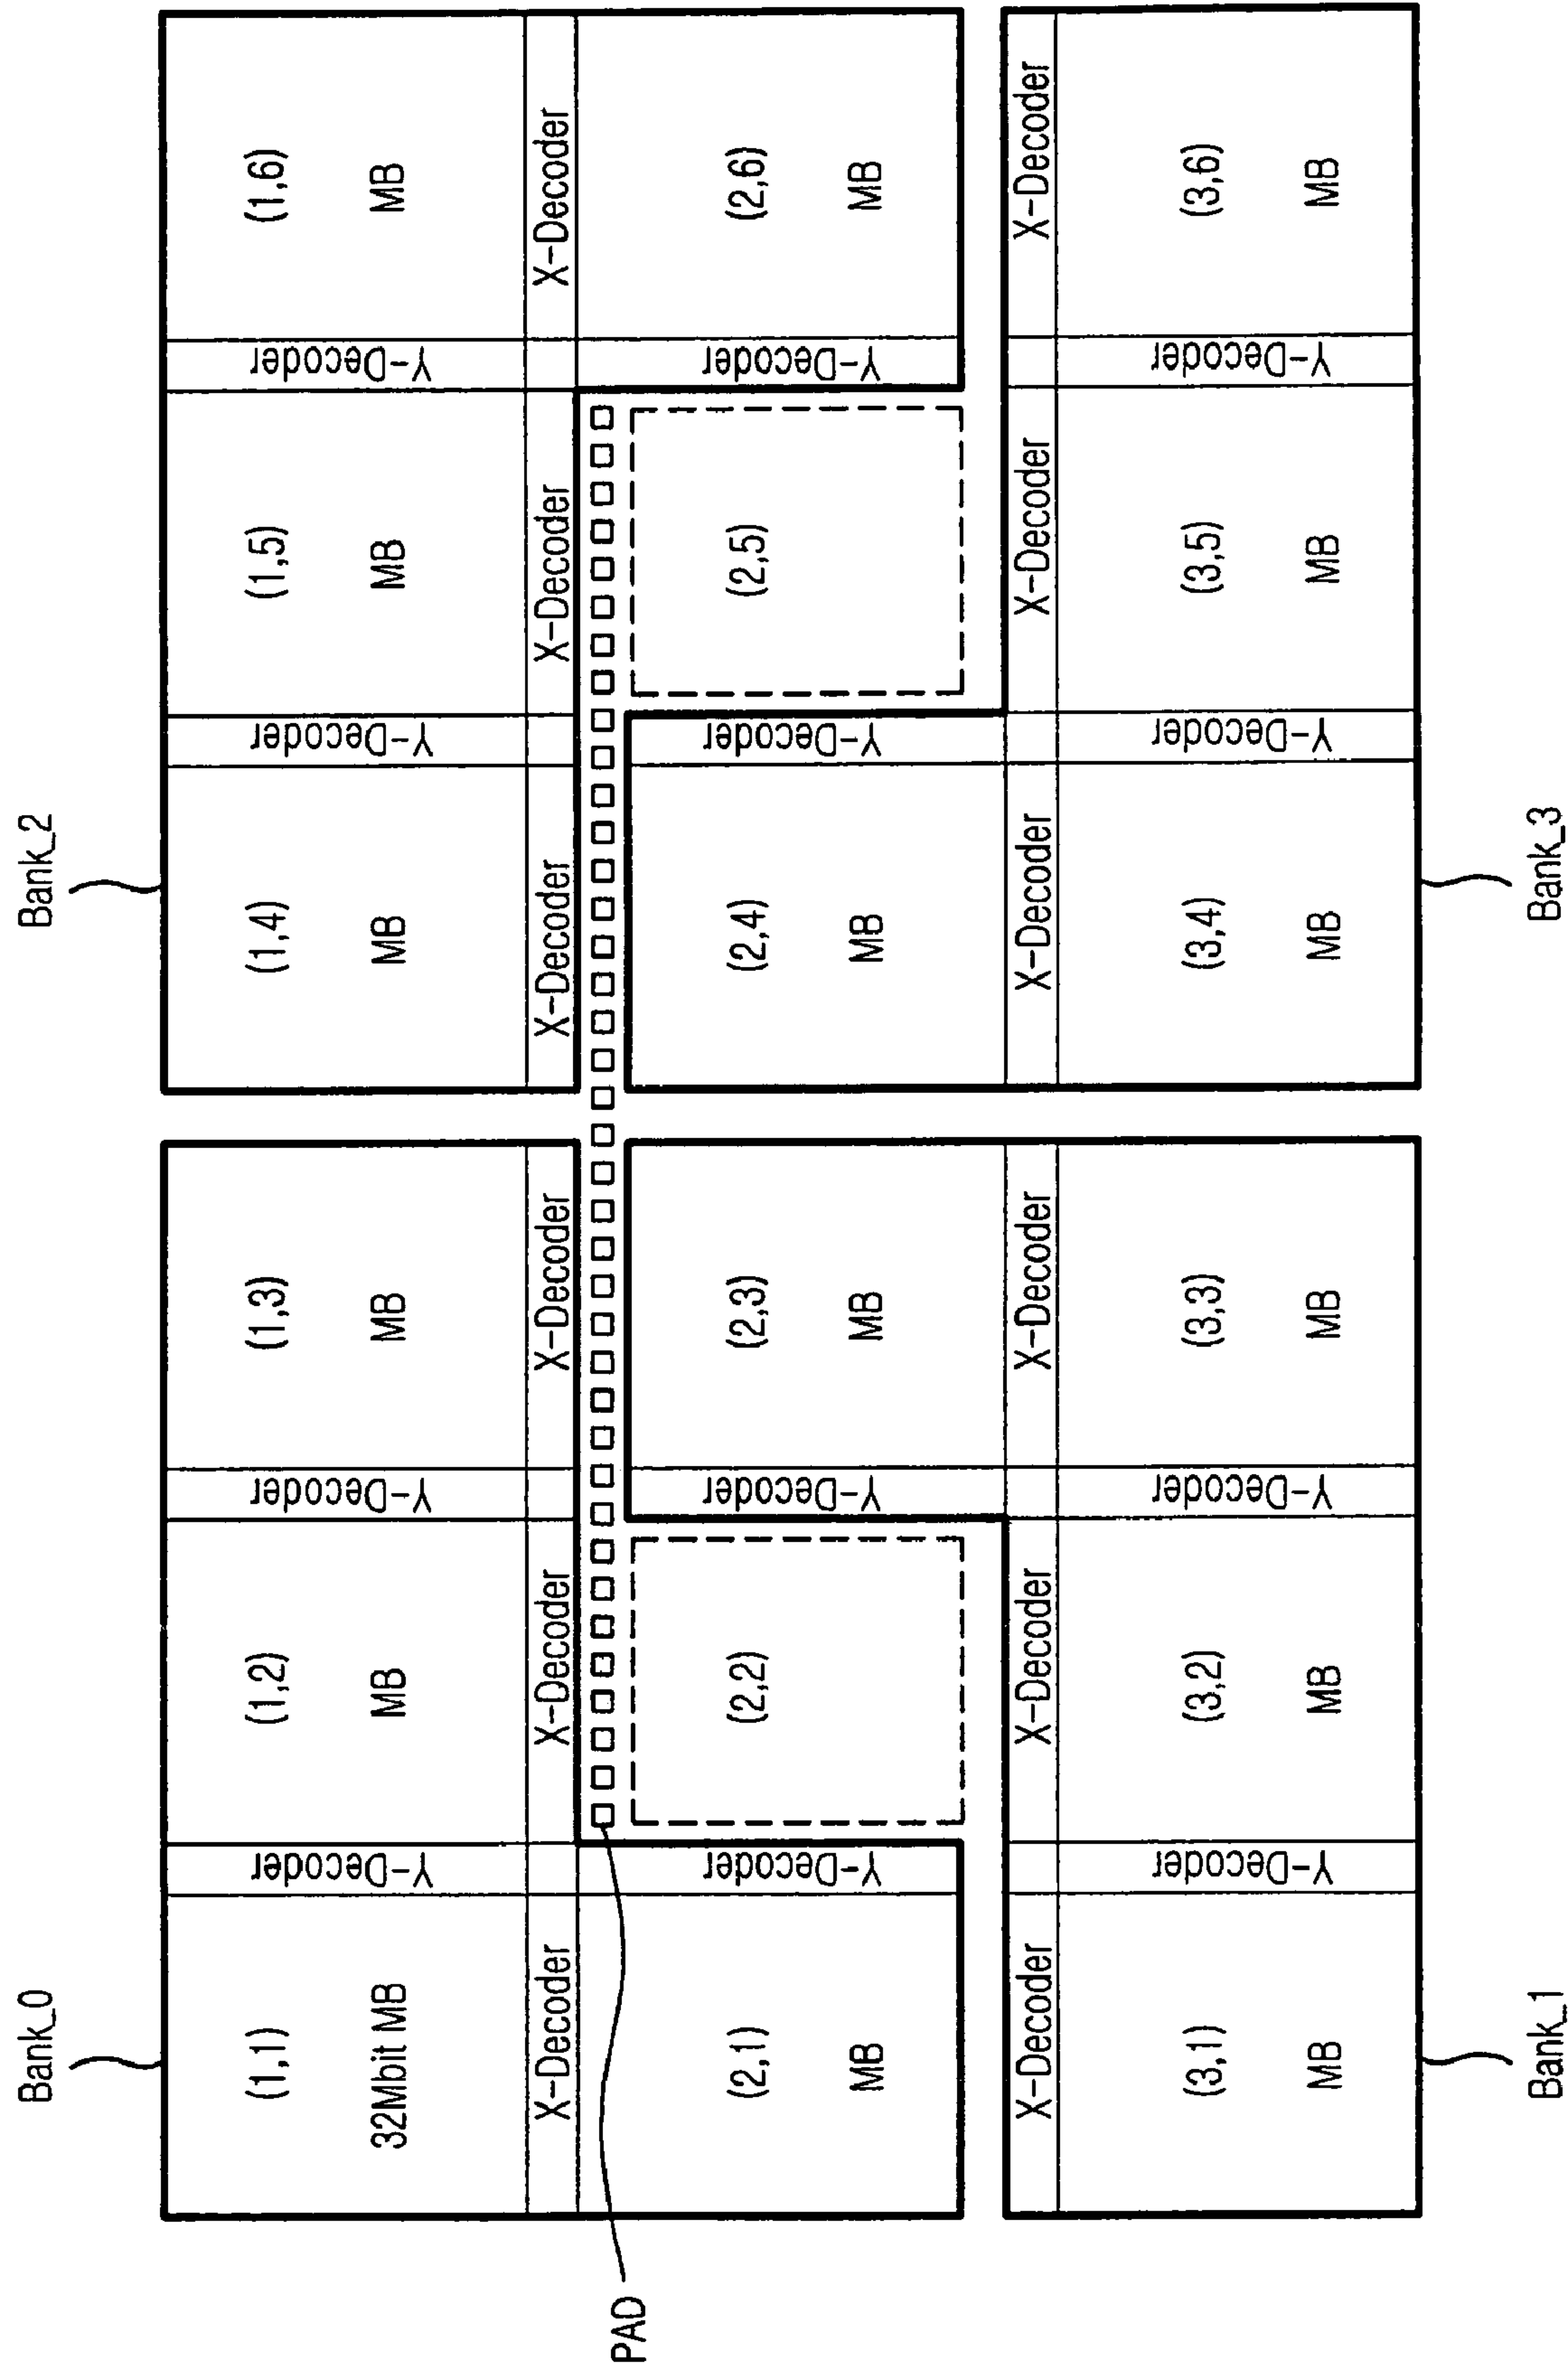 Bank_0
Bank_2
(1,1)
32Mbit MB
Y-Decoder
(1,2)
MB
Y-Decoder
(1,3)
MB
(1,4)
MB
Y-Decoder
(1,5)
MB
Y-Decoder
(1,6)
MB
X-Decoder
X-Decoder
X-Decoder
X-Decoder
X-Decoder
X-Decoder
PAD
(2,1)
MB
Y-Decoder
(2,2)
Y-Decoder
(2,3)
MB
(2,4)
MB
Y-Decoder
(2,5)
Y-Decoder
(2,6)
MB
X-Decoder
X-Decoder
X-Decoder
X-Decoder
X-Decoder
X-Decoder
(3,1)
MB
Y-Decoder
(3,2)
MB
Y-Decoder
(3,3)
MB
(3,4)
MB
Y-Decoder
(3,5)
MB
Y-Decoder
(3,6)
MB
Bank_1
Bank_3